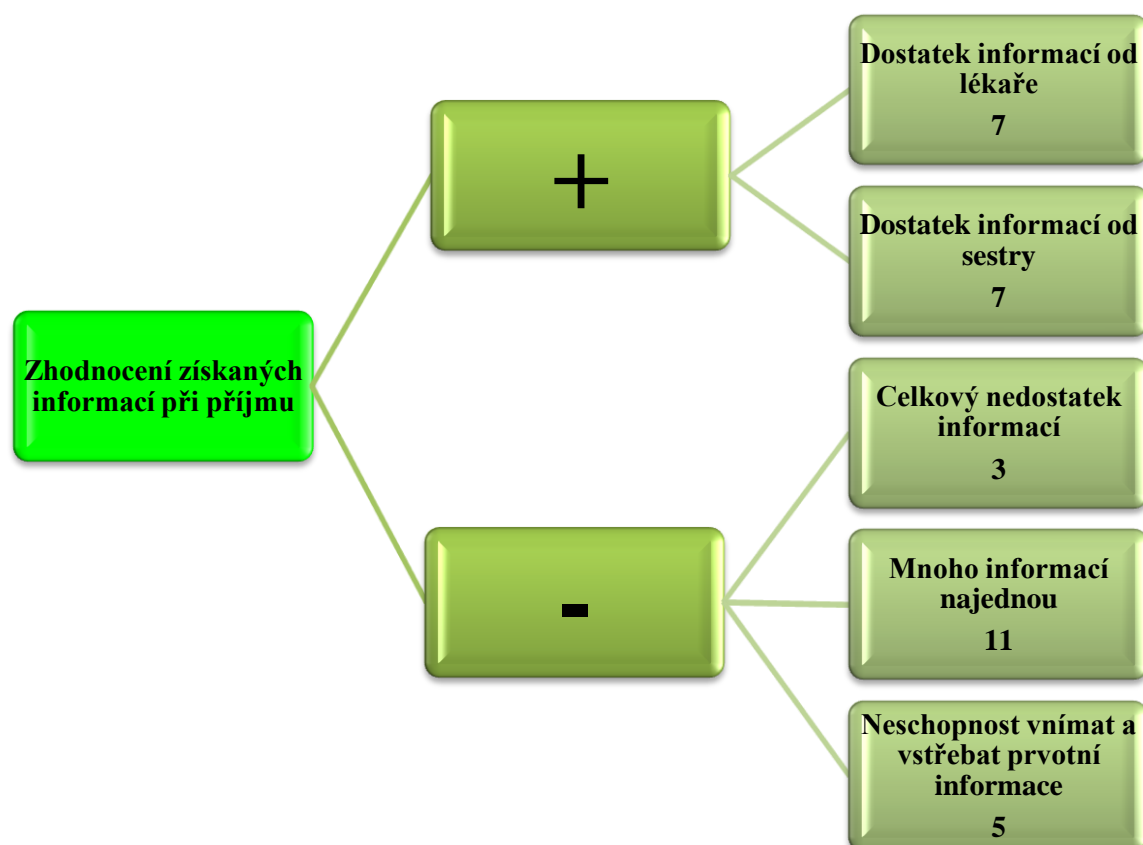 Zhodnocení získaných
informací při příjmu
+
Dostatek informací od
lékaře
7
Dostatek informací od
sestry
7
-
Celkový nedostatek
informací
3
Mnoho informací
najednou
11
Neschopnost vnímat a
vstřebat prvotní
informace
5